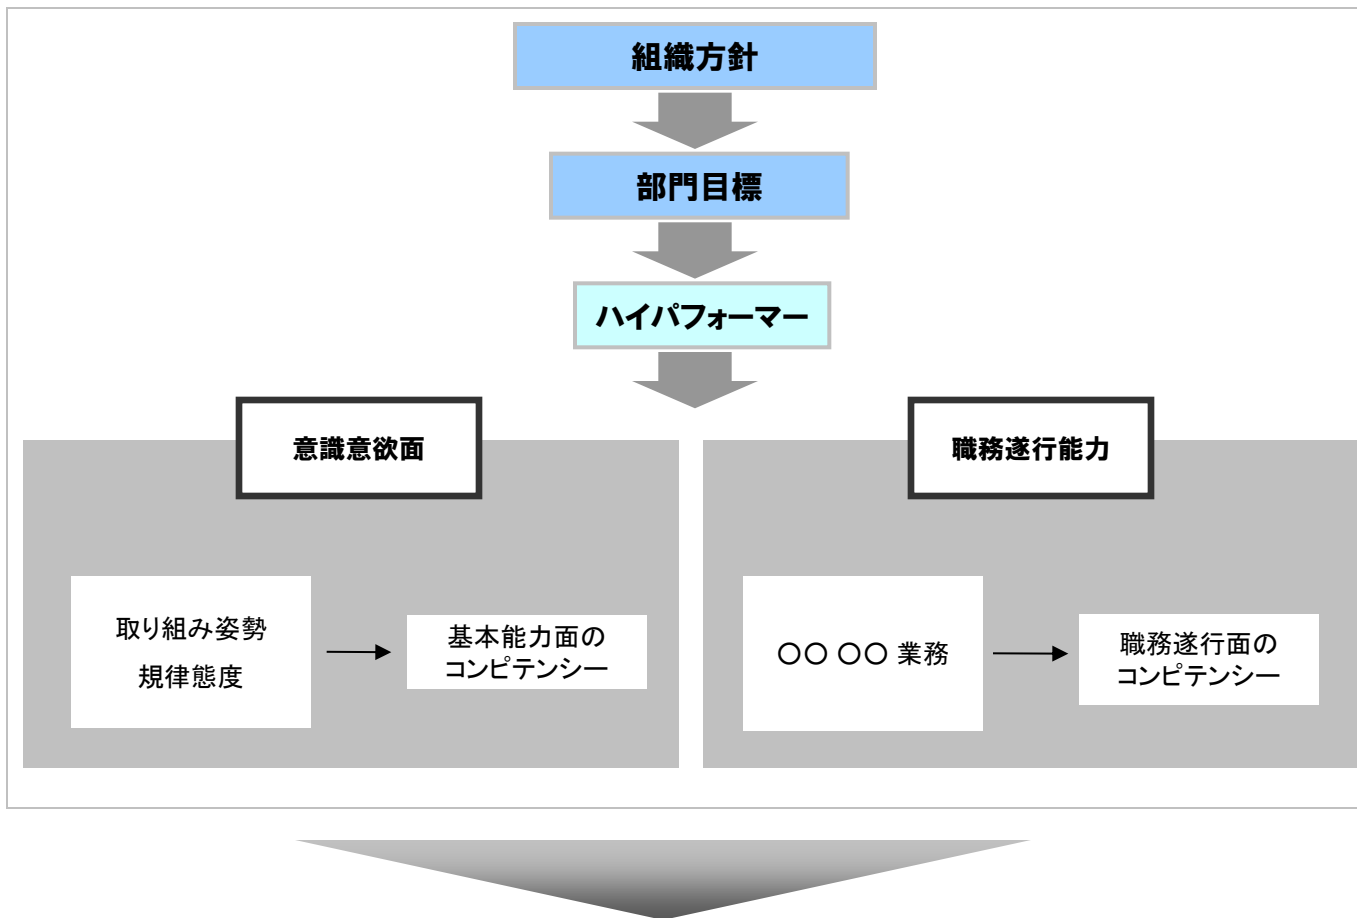 組織方針
部門目標
ハイパフォーマー
意識意欲面
取り組み姿勢
規律態度
基本能力面の
コンピテンシー
職務遂行能力
〇〇 〇〇 業務
職務遂行面の
コンピテンシー